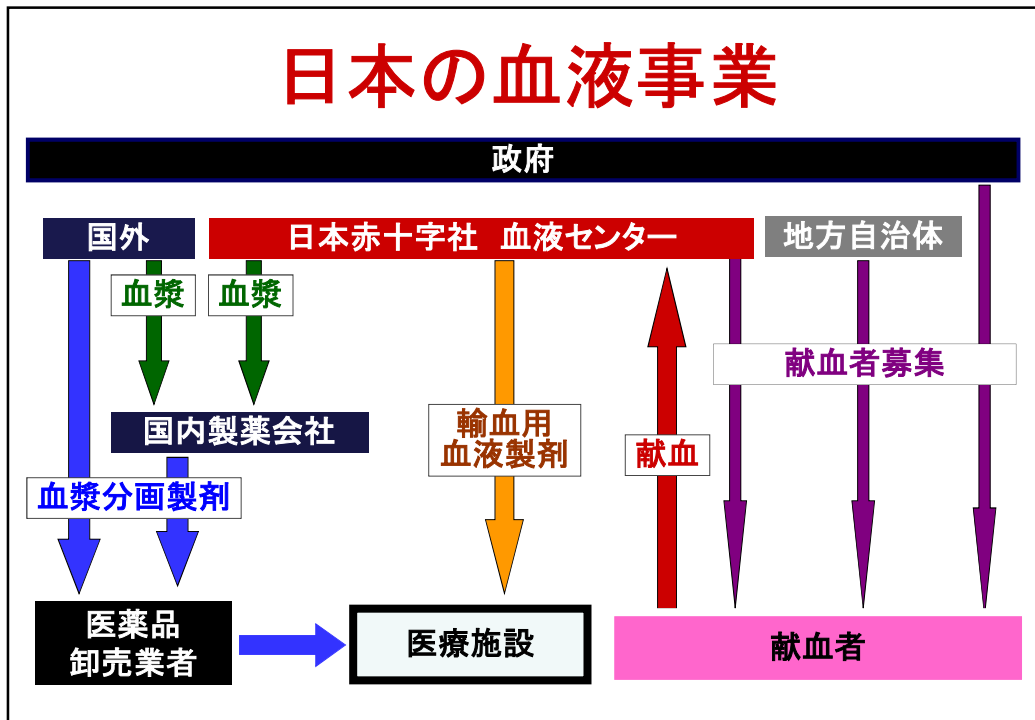 日本の血液事業
政府
国外
日本赤十字社 血液センター
地方自治体
血漿
血漿
献血者募集
国内製薬会社
輸血用
血液製剤
献血
血漿分画製剤
医薬品
卸売業者
医療施設
献血者